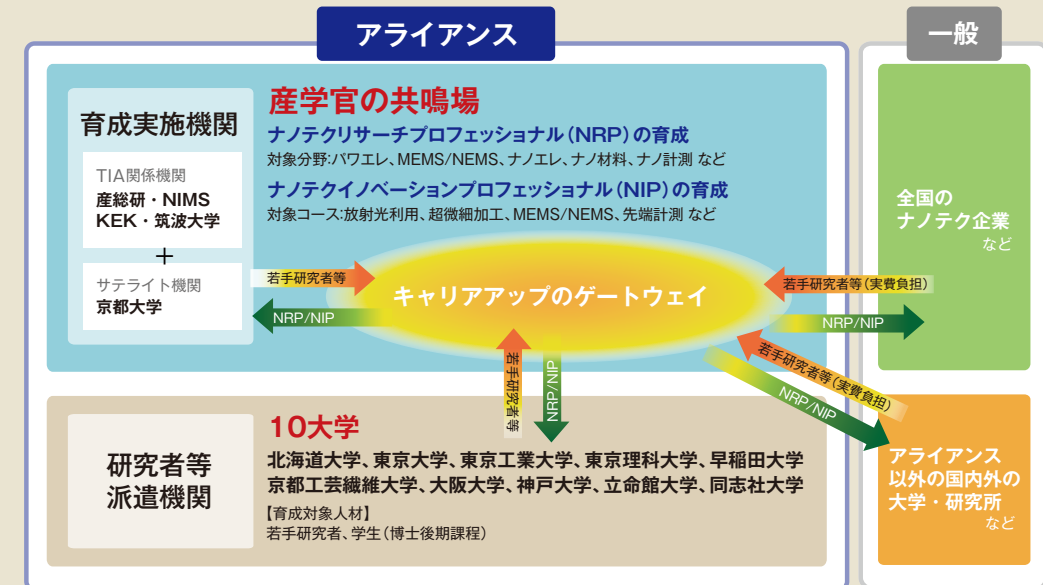 アライアンス
一般
育成実施機関
TIA関係機関
産総研・NIMS
KEK・筑波大学
+
サテライト機関
京都大学
産学官の共鳴場
ナノテクリサーチプロフェッショナル(NRP)の育成
対象分野:パワエレ、MEMS/NEMS、ナノエレ、ナノ材料、ナノ計測 など
ナノテクイノベーションプロフェッショナル(NIP)の育成
対象コース:放射光利用、超微細加工、MEMS/NEMS、先端計測 など
若手研究者等
NRP/NIP
キャリアアップのゲートウェイ
若手研究者等(実費負担)
NRP/NIP
若手研究者等
NRP/NIP
若手研究者等(実費負担)
NRP/NIP
全国の
ナノテク企業
など
研究者等
派遣機関
10大学
北海道大学、東京大学、東京工業大学、東京理科大学、早稲田大学
京都工芸繊維大学、大阪大学、神戸大学、立命館大学、同志社大学
【育成対象人材】
若手研究者、学生(博士後期課程)
アライアンス
以外の国内外の
大学・研究所
など